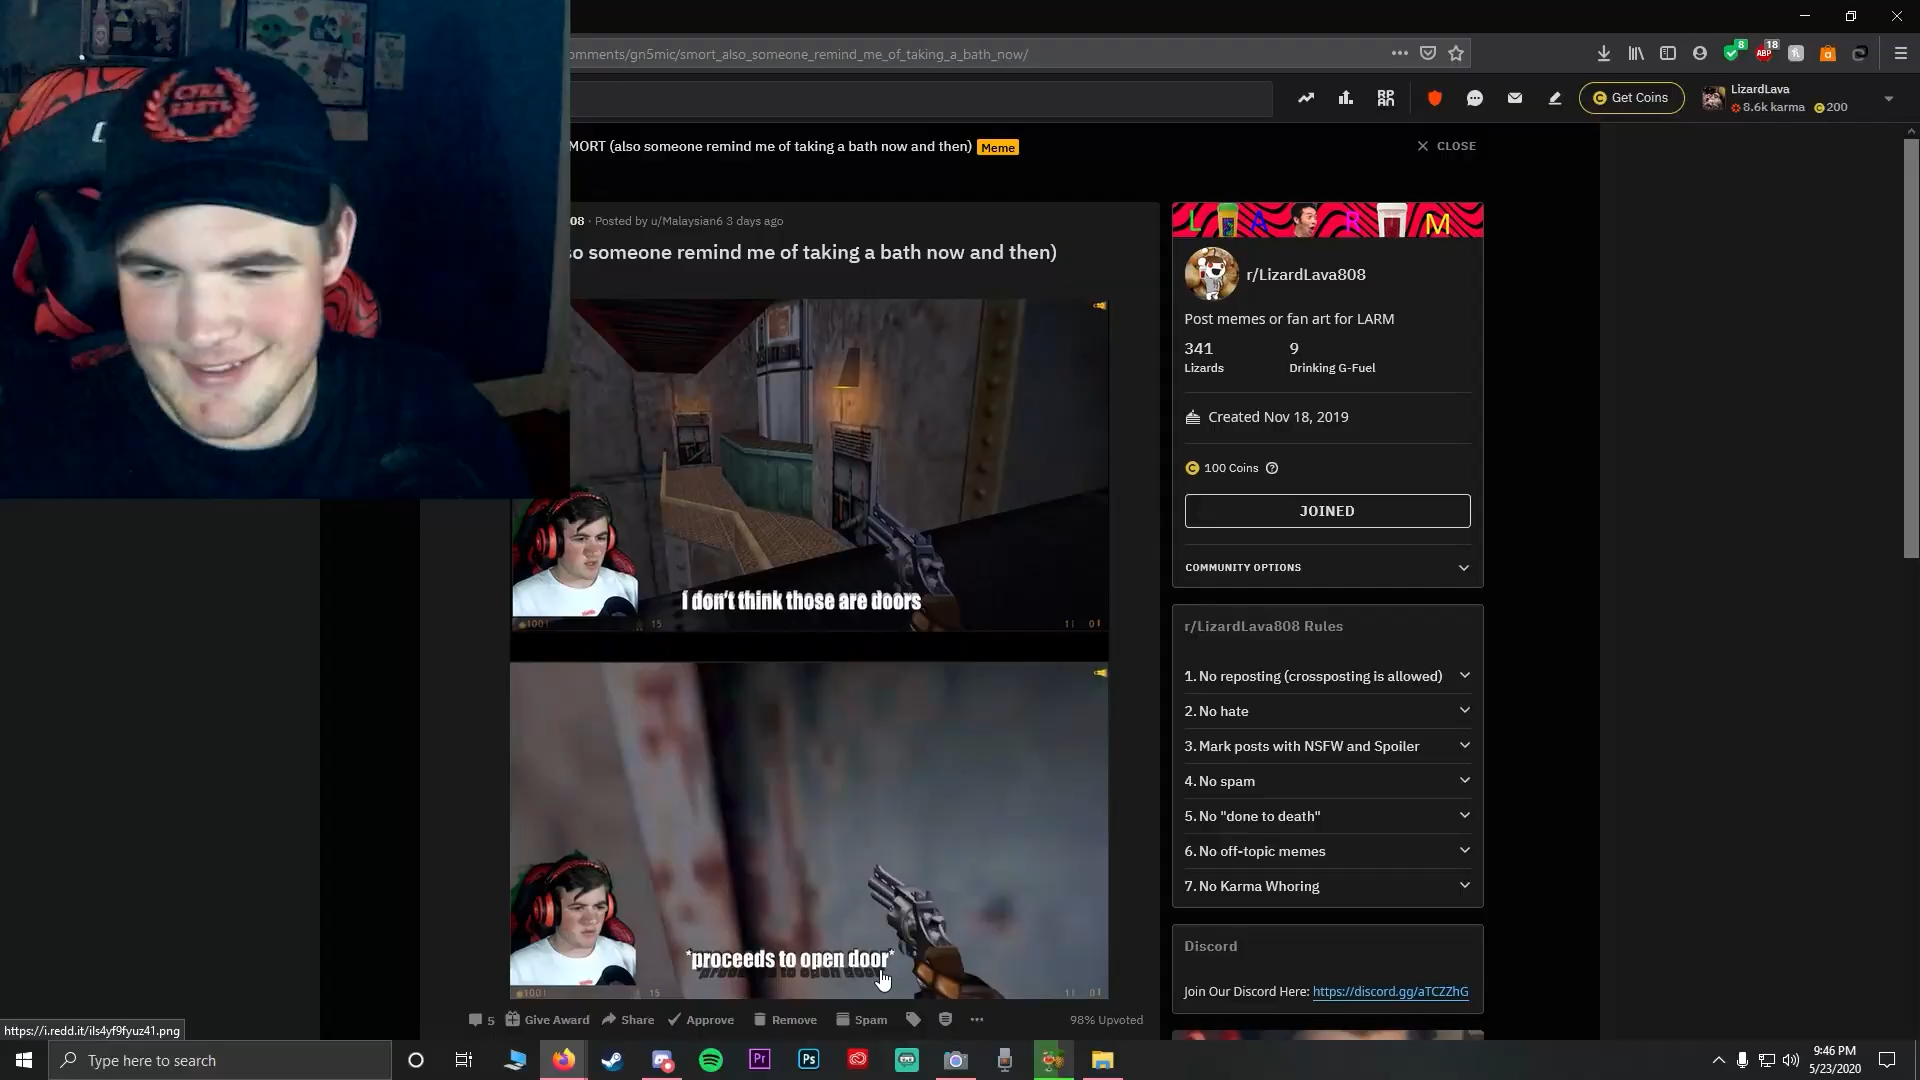 omments/gn5mic/smort_also_someone_remind_me_of_taking_a_bath_now/
8
18
ABP
Get Coins
LizardLava
8.6k karma
200
MORT (also someone remind me of taking a bath now and then)
Meme
CLOSE
08 · Posted by u/Malaysian6 3 days ago
so someone remind me of taking a bath now and then)
I don't think those are doors
*proceeds to open door*
5
Give Award
Share
Approve
Remove
Spam
98% Upvoted
L A R M
r/LizardLava808
Post memes or fan art for LARM
341
9
Lizards
Drinking G-Fuel
Created Nov 18, 2019
100 Coins
JOINED
COMMUNITY OPTIONS
r/LizardLava808 Rules
1. No reposting (crossposting is allowed)
2. No hate
3. Mark posts with NSFW and Spoiler
4. No spam
5. No "done to death"
6. No off-topic memes
7. No Karma Whoring
Discord
Join Our Discord Here: https://discord.gg/aTCZZhG
https://i.redd.it/ils4yf9fyuz41.png
Type here to search
Pr
Ps
9:46 PM
5/23/2020